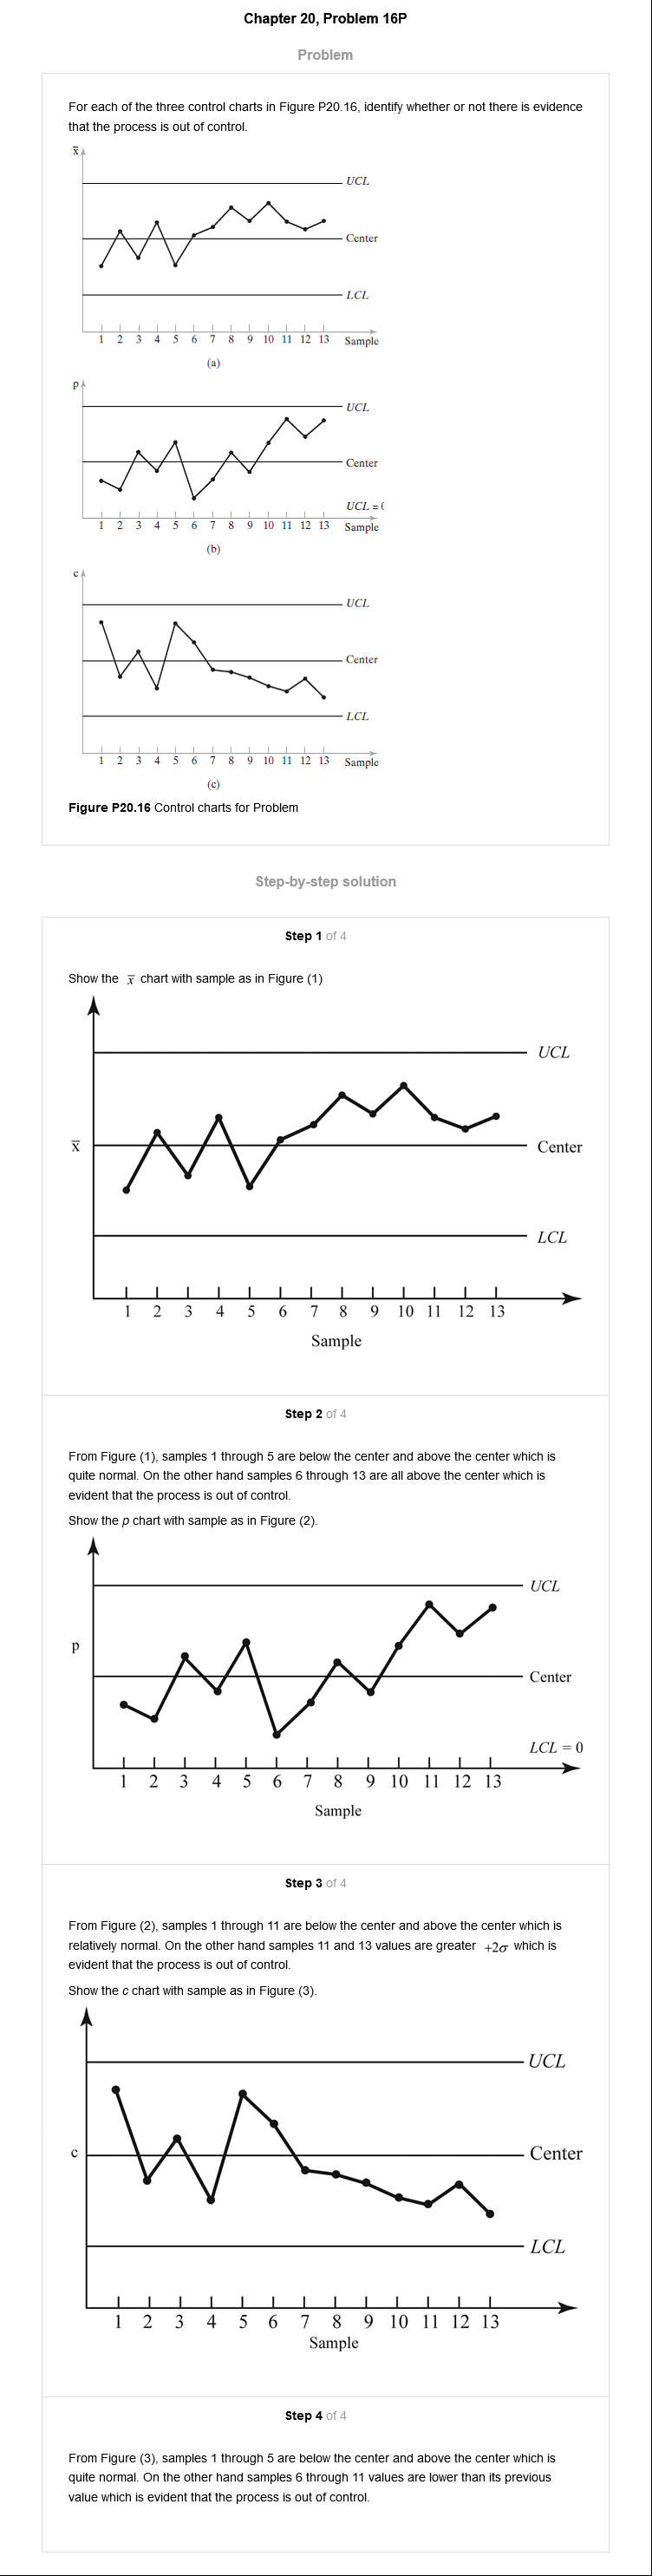 Chapter 20, Problem 16P
Problem
For each of the three control charts in Figure P20.16, identify whether or not there is evidence
that the process is out of control.
x̅
UCL
Center
LCL
1 2 3 4 5 6 7 8 9 10 11 12 13 Sample
(a)
p
UCL
Center
UCL = (
1 2 3 4 5 6 7 8 9 10 11 12 13 Sample
(b)
c
UCL
Center
LCL
1 2 3 4 5 6 7 8 9 10 11 12 13 Sample
(c)
Figure P20.16 Control charts for Problem
Step-by-step solution
Step 1 of 4
Show the x̅ chart with sample as in Figure (1)
UCL
x̅
Center
LCL
1 2 3 4 5 6 7 8 9 10 11 12 13
Sample
Step 2 of 4
From Figure (1), samples 1 through 5 are below the center and above the center which is
quite normal. On the other hand samples 6 through 13 are all above the center which is
evident that the process is out of control.
Show the p chart with sample as in Figure (2).
UCL
p
Center
LCL = 0
1 2 3 4 5 6 7 8 9 10 11 12 13
Sample
Step 3 of 4
From Figure (2), samples 1 through 11 are below the center and above the center which is
relatively normal. On the other hand samples 11 and 13 values are greater +2σ which is
evident that the process is out of control.
Show the c chart with sample as in Figure (3).
UCL
c
Center
LCL
1 2 3 4 5 6 7 8 9 10 11 12 13
Sample
Step 4 of 4
From Figure (3), samples 1 through 5 are below the center and above the center which is
quite normal. On the other hand samples 6 through 11 values are lower than its previous
value which is evident that the process is out of control.